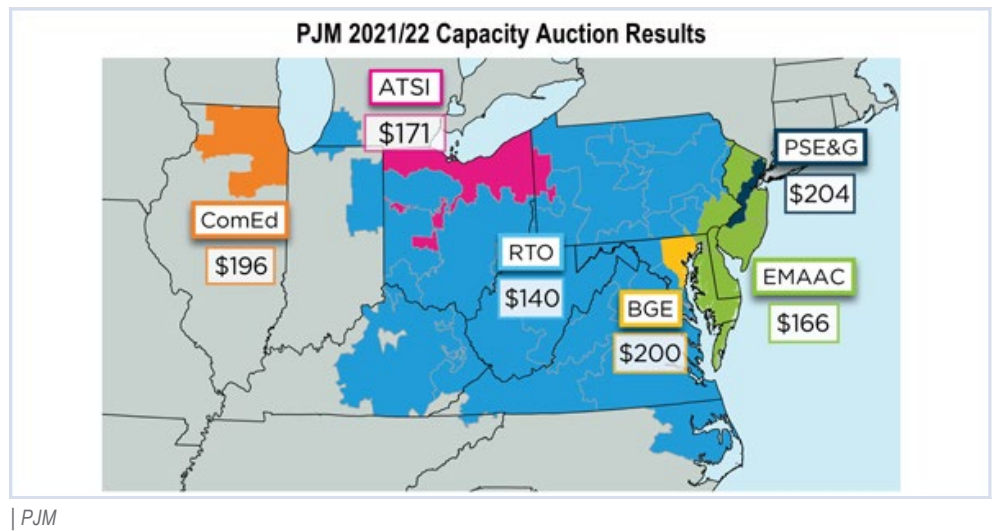 PJM 2021/22 Capacity Auction Results
ATSI
$171
PSE&G
$204
ComEd
$196
RTO
$140
EMAAC
$166
BGE
$200
| PJM